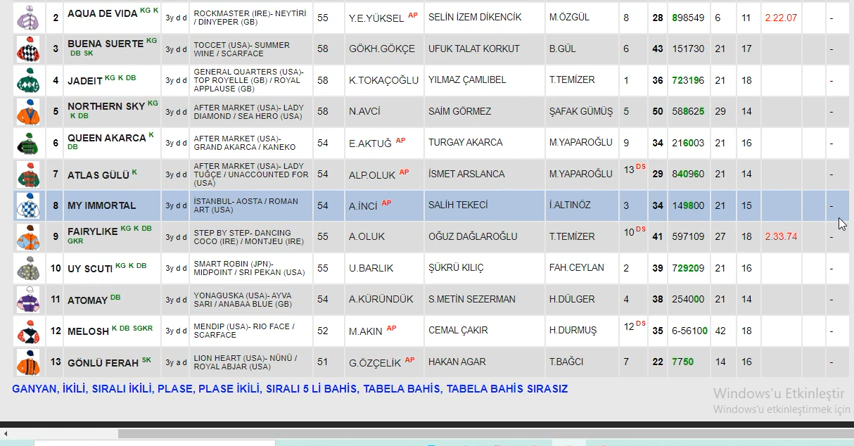 2 AQUA DE VIDA KG K 3y d d ROCKMASTER (IRE)- NEYTİRİ / DINYEPER (GB) 55 Y.E.YÜKSEL AP SELİN İZEM DİKENCİK M.ÖZGÜL 8 28 898549 6 11 2.22.07 -
3 BUENA SUERTE KG DB SK 3y d d TOCCET (USA)- SUMMER WINE / SCARFACE 58 GÖKH.GÖKÇE UFUK TALAT KORKUT B.GÜL 6 43 151730 21 17 -
4 JADEIT KG K DB 3y d d GENERAL QUARTERS (USA)- TOP RELLE (GB) / ROYAL APPLAUSE (GB) 58 K.TOKAÇOĞLU YILMAZ ÇAMLIBEL T.TEMİZER 1 36 723196 21 18 -
5 NORTHERN SKY KG K DB 3y d d AFTER MARKET (USA)- LADY DIAMOND / SEA HERO (USA) 58 N.AVCİ SAİM GÖRMEZ ŞAFAK GÜMÜŞ 5 50 588625 29 14 -
6 QUEEN AKARCA K DB 3y d d AFTER MARKET (USA)- GRAND AKARCA / KANEKO 54 E.AKTUĞ AP TURGAY AKARCA M.YAPAROĞLU 9 34 216003 21 16 -
7 ATLAS GÜLÜ K 3y d d AFTER MARKET (USA)- LADY TUĞÇE / UNACCOUNTED FOR (USA) 54 ALP.OLUK AP İSMET ARSLANCA M.YAPAROĞLU 13 DS 29 840960 21 14 -
8 MY IMMORTAL 3y d d ISTANBUL- AOSTA / ROMAN ART (USA) 54 A.İNCİ AP SALİH TEKECİ İ.ALTINÖZ 3 34 149800 21 15 -
9 FAIRYLIKE KG K DB GKR 3y d d STEP BY STEP- DANCING COCO (IRE) / MONTJEU (IRE) 55 A.OLUK OĞUZ DAĞLAROĞLU T.TEMİZER 10 DS 41 597109 27 18 2.33.74 -
10 UY SCUTI KG K DB 3y d d SMART ROBIN (JPN)- MIDPOINT / SRI PEKAN (USA) 55 U.BARLIK ŞÜKRÜ KILIÇ FAH.CEYLAN 2 39 729209 21 16 -
11 ATOMAY DB 3y d d YONAGUSKA (USA)- AYVA SARI / ANABAA BLUE (GB) 54 A.KÜRÜNDÜK S.METİN SEZERMAN H.DÜLGER 4 38 254000 21 14 -
12 MELOSH K DB SGKR 3y d d MENDIP (USA)- RIO FACE / SCARFACE 52 M.AKIN AP CEMAL ÇAKIR H.DURMUŞ 12 DS 35 6-56100 42 18 -
13 GÖNLÜ FERAH SK 3y a d LION HEART (USA)- NÜNÜ / ROYAL ABJAR (USA) 51 G.ÖZÇELİK AP HAKAN AGAR T.BAĞCI 7 22 7750 14 16 -
GANYAN, İKİLİ, SIRALI İKİLİ, PLASE, PLASE İKİLİ, SIRALI 5 Lİ BAHİS, TABELA BAHİS, TABELA BAHİS SIRASIZ
Windows'u Etkinleştir
Windows'u etkinleştirmek için